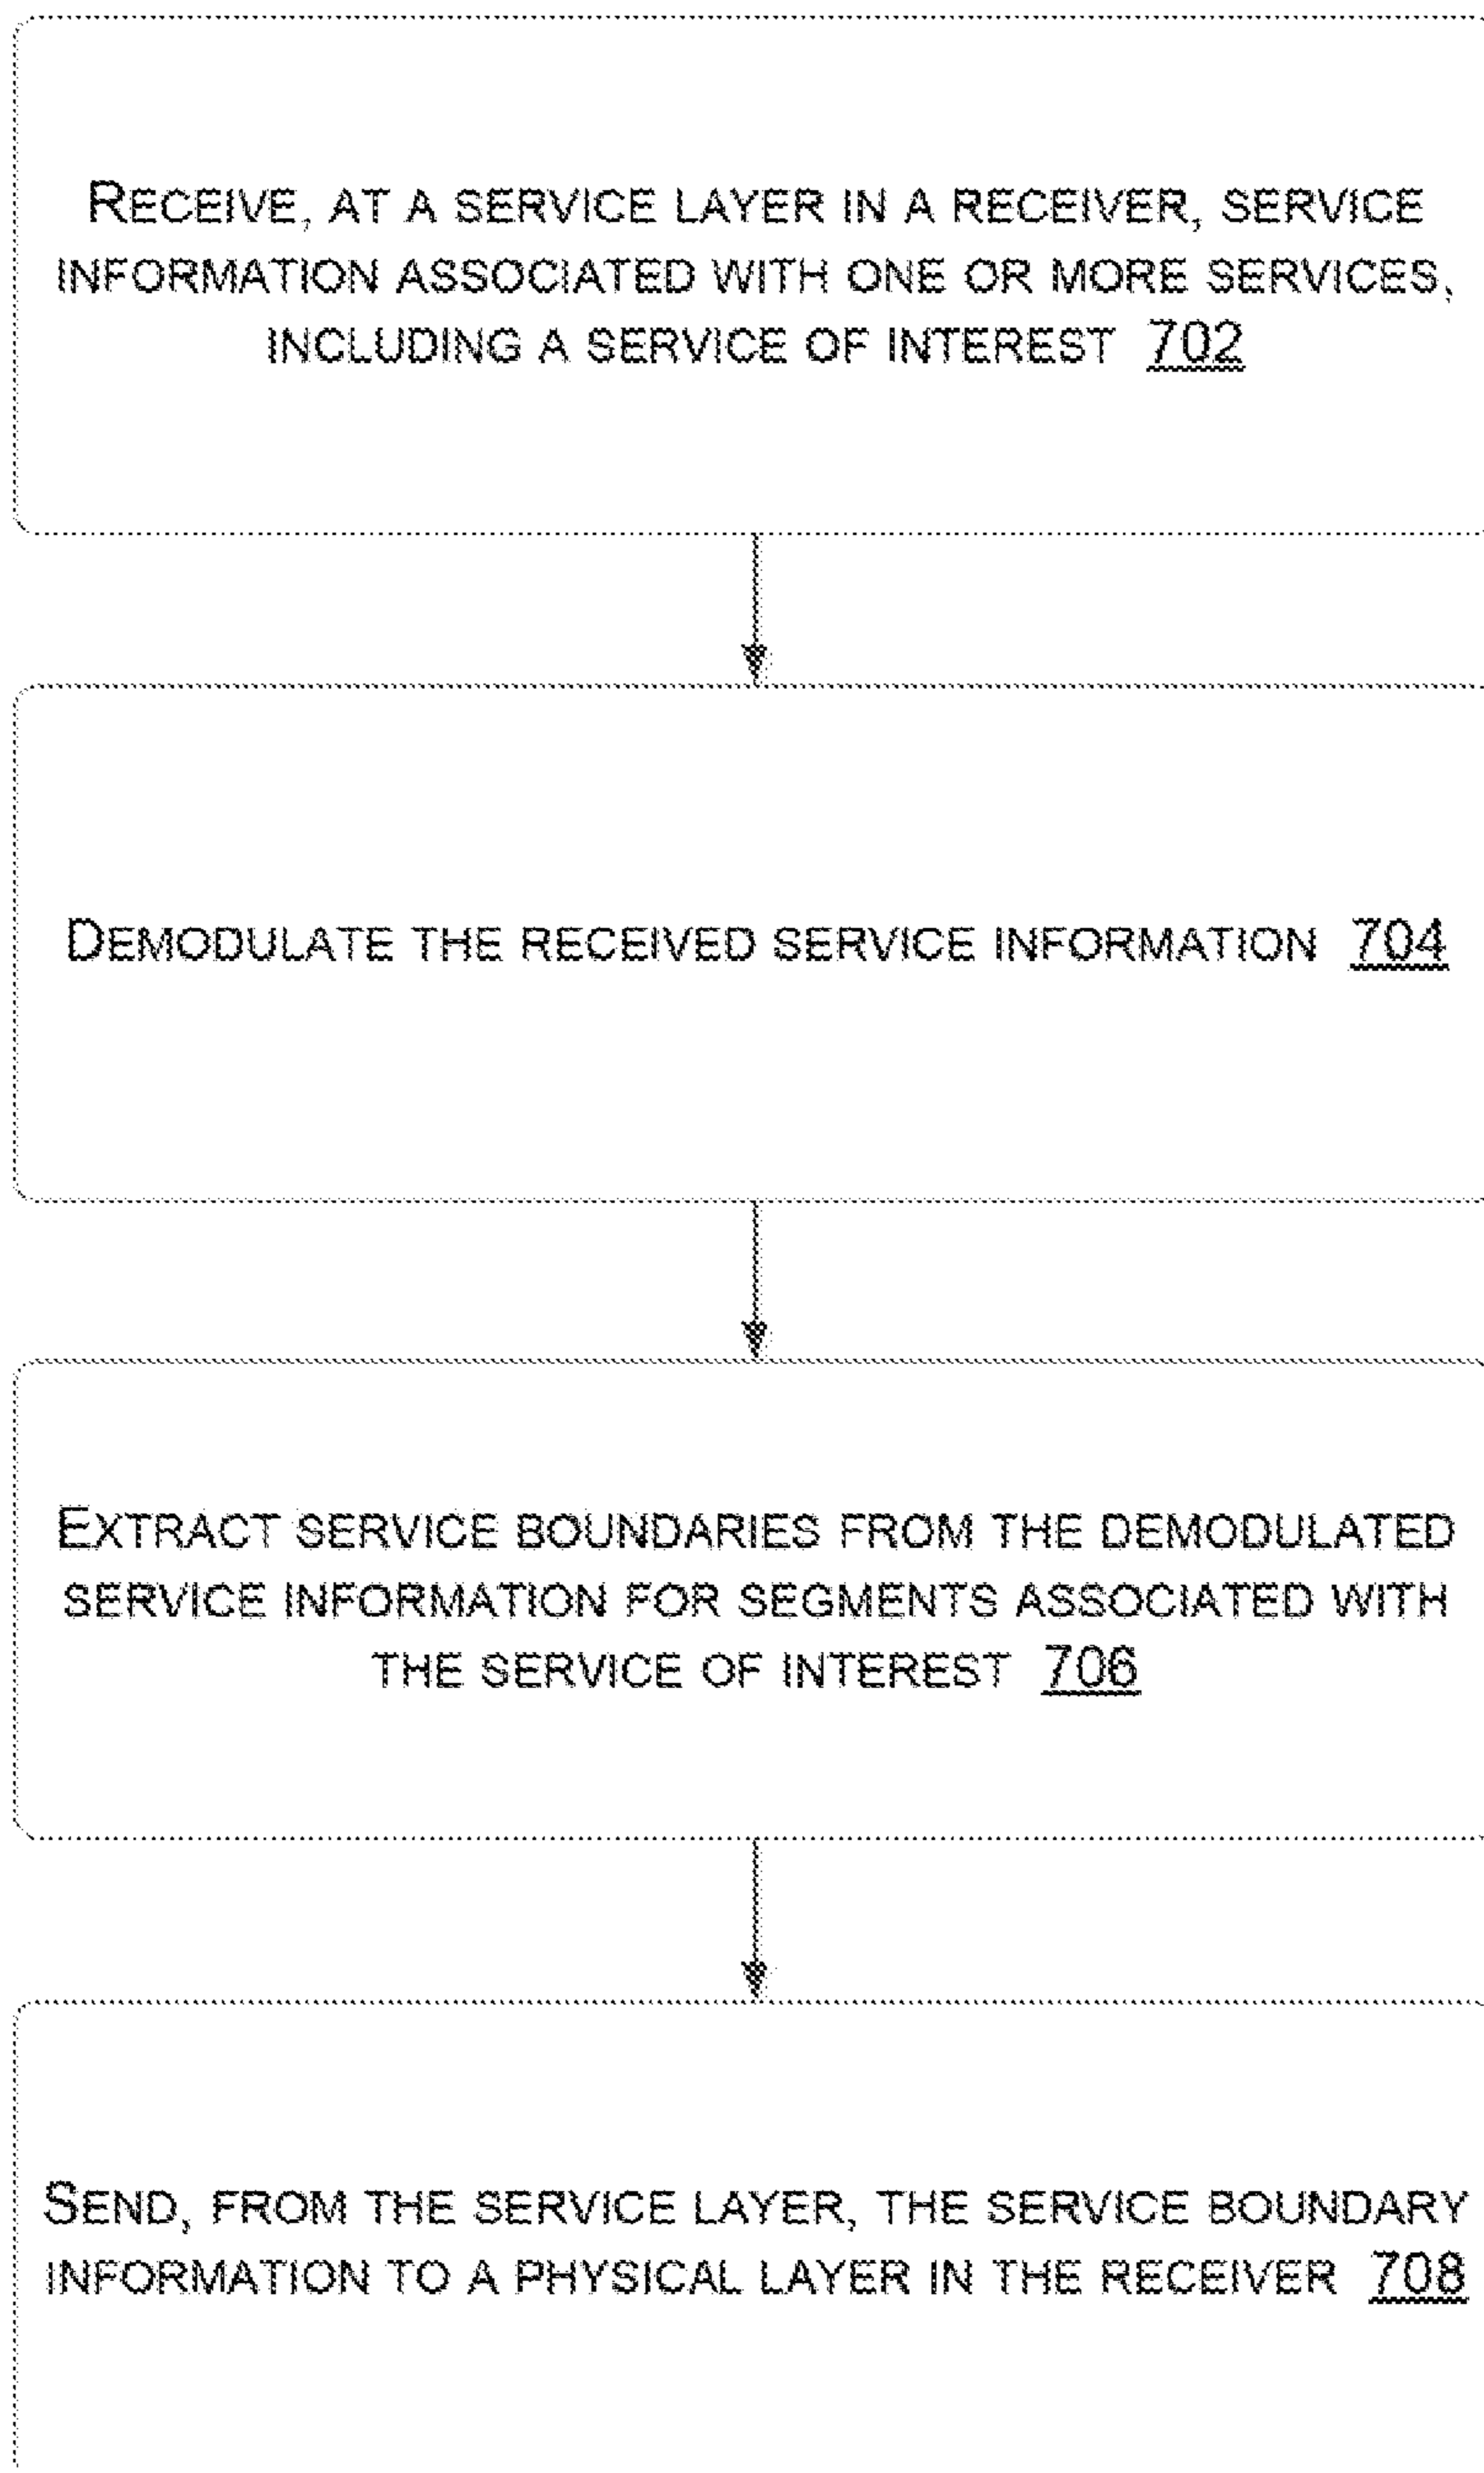 RECEIVE, AT A SERVICE LAYER IN A RECEIVER, SERVICE
INFORMATION ASSOCIATED WITH ONE OR MORE SERVICES,
INCLUDING A SERVICE OF INTEREST 702
DEMODULATE THE RECEIVED SERVICE INFORMATION 704
EXTRACT SERVICE BOUNDARIES FROM THE DEMODULATED
SERVICE INFORMATION FOR SEGMENTS ASSOCIATED WITH
THE SERVICE OF INTEREST 706
SEND, FROM THE SERVICE LAYER, THE SERVICE BOUNDARY
INFORMATION TO A PHYSICAL LAYER IN THE RECEIVER 708